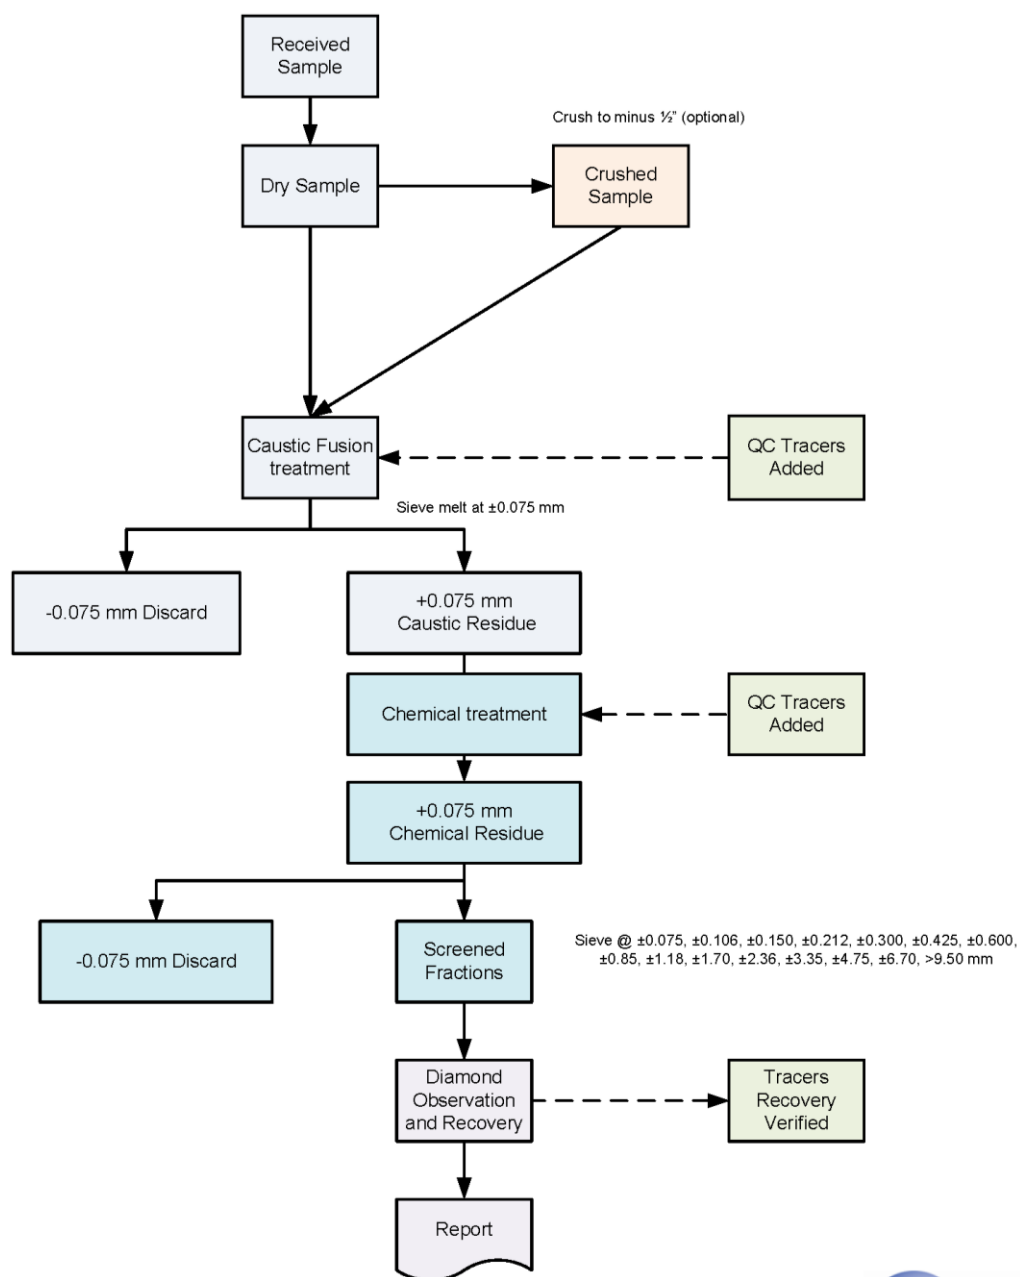 Received
Sample
Crush to minus ½" (optional)
Dry Sample
Crushed
Sample
Caustic Fusion
treatment
QC Tracers
Added
Sieve melt at ±0.075 mm
-0.075 mm Discard
+0.075 mm
Caustic Residue
Chemical treatment
QC Tracers
Added
+0.075 mm
Chemical Residue
-0.075 mm Discard
Screened
Fractions
Sieve @ ±0.075, ±0.106, ±0.150, ±0.212, ±0.300, ±0.425, ±0.600,
±0.85, ±1.18, ±1.70, ±2.36, ±3.35, ±4.75, ±6.70, >9.50 mm
Diamond
Observation
and Recovery
Tracers
Recovery
Verified
Report